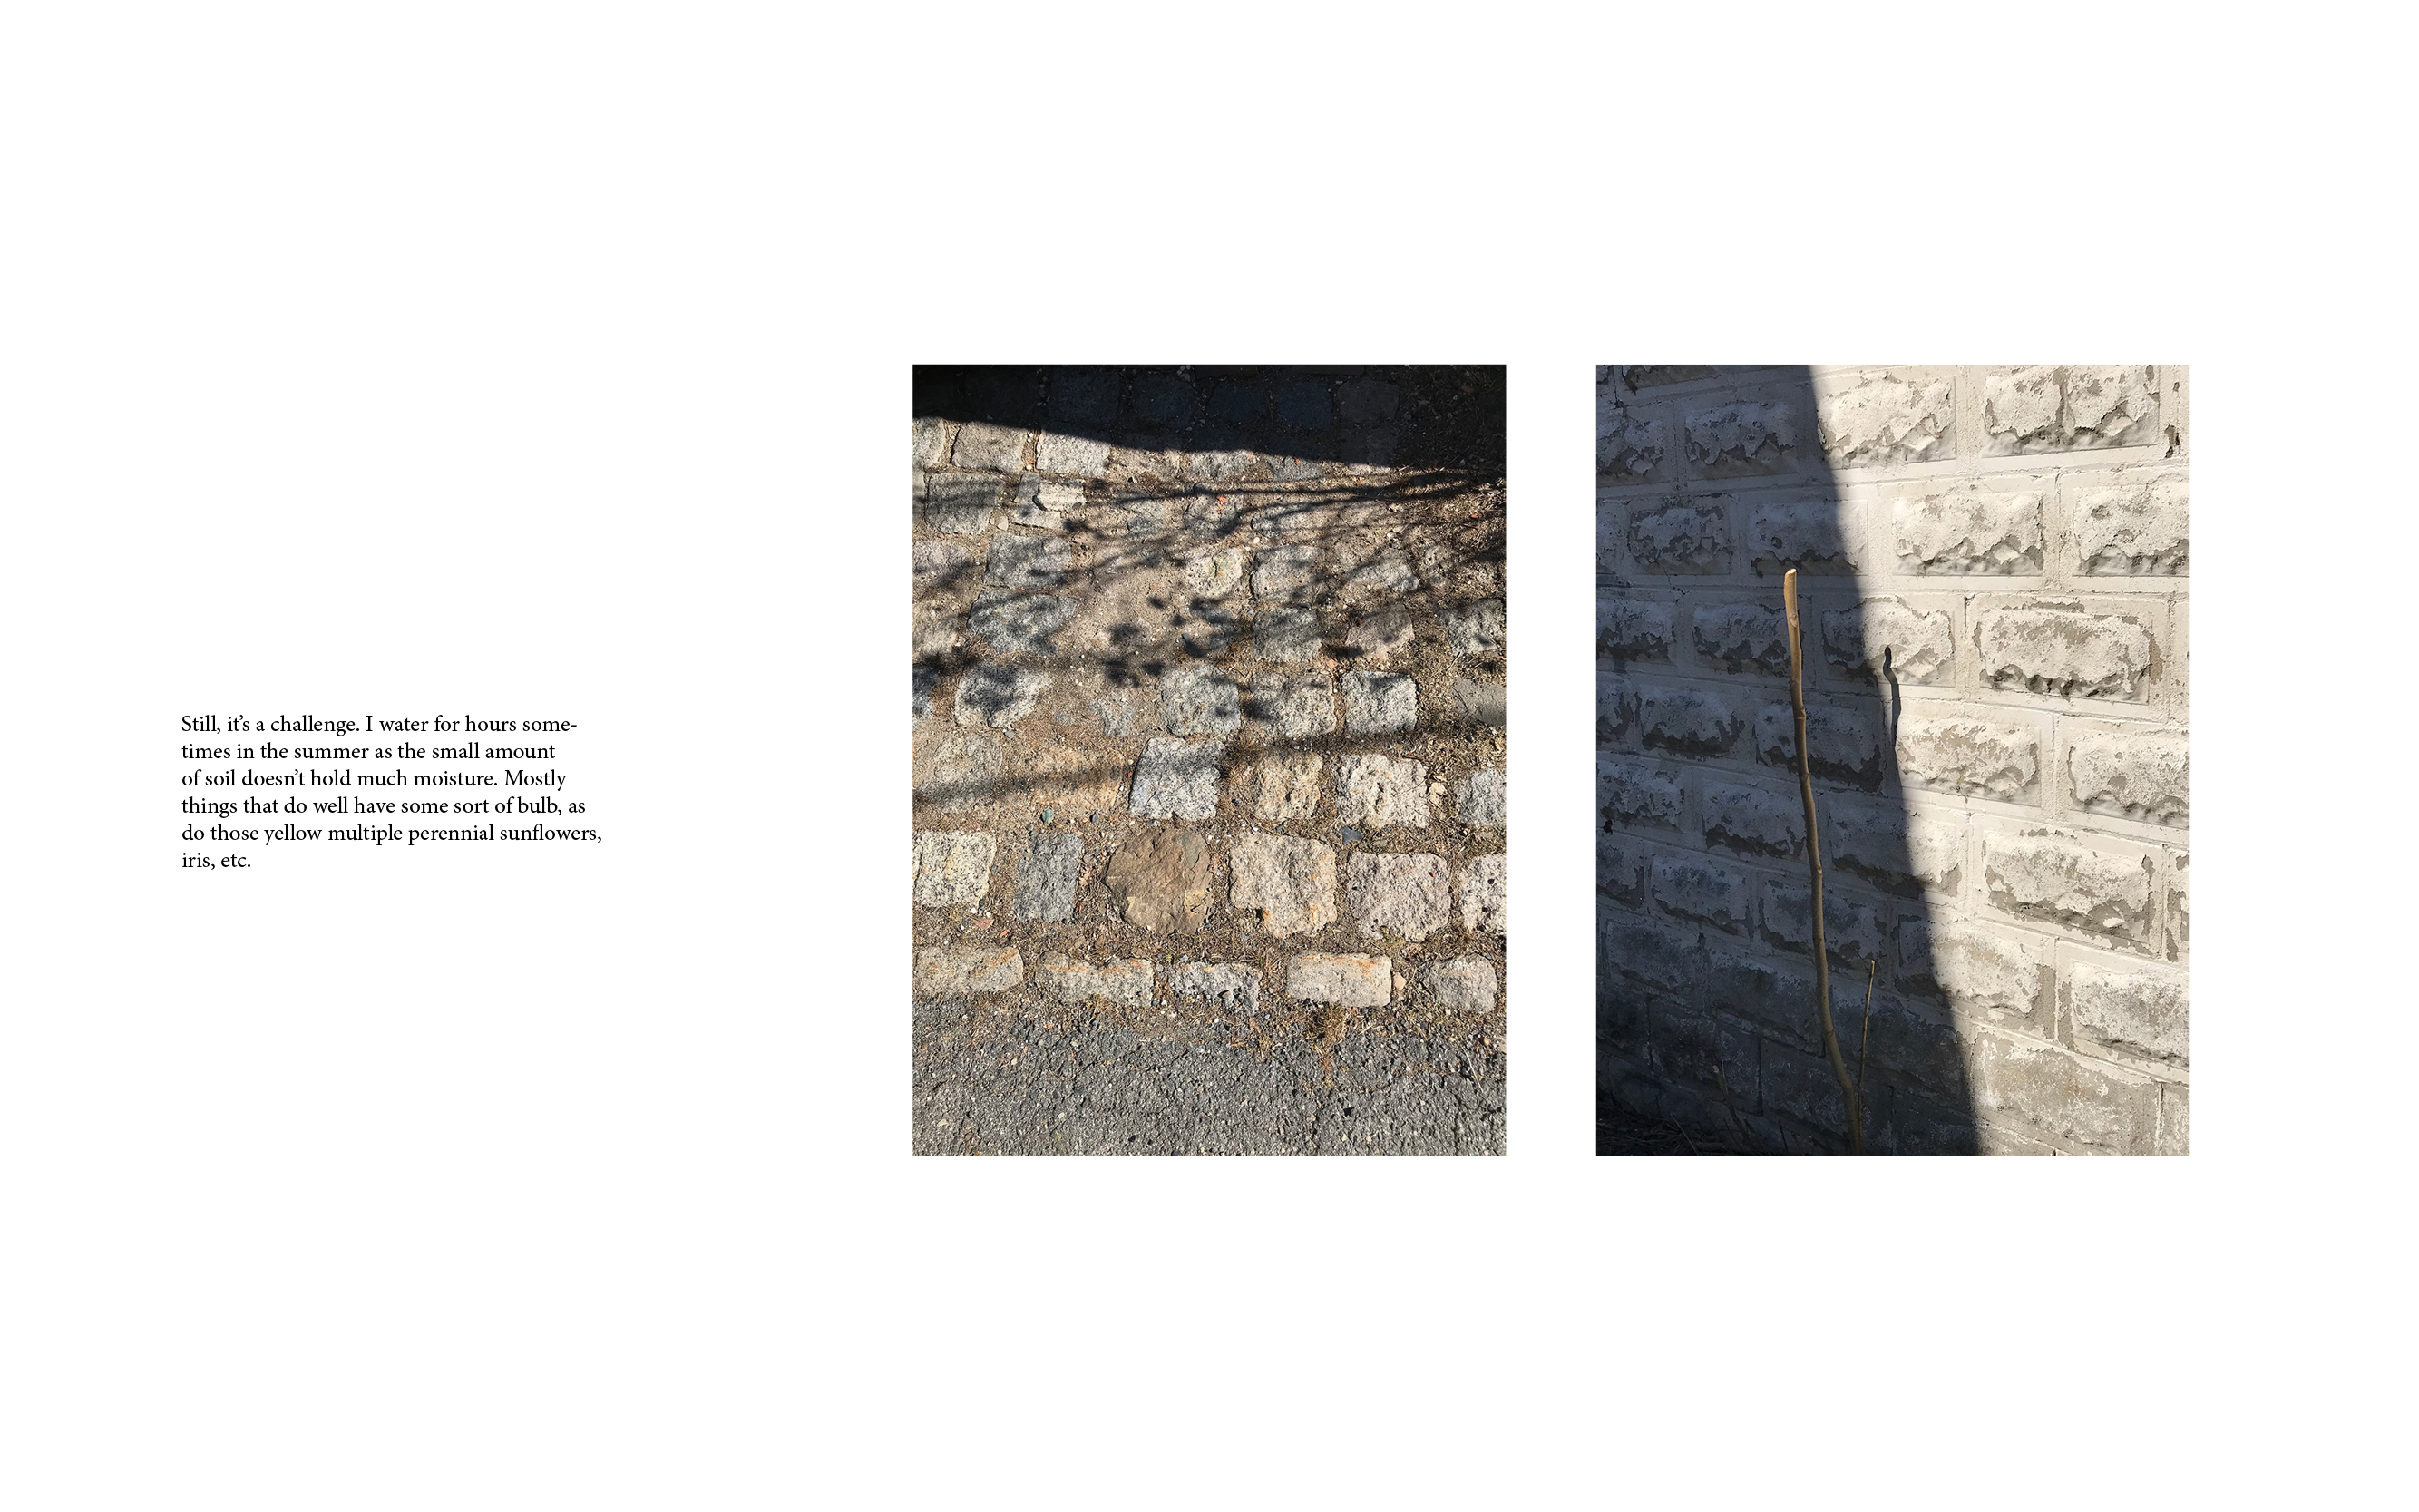 Still, it’s a challenge. I water for hours some-
times in the summer as the small amount
of soil doesn’t hold much moisture. Mostly
things that do well have some sort of bulb, as
do those yellow multiple perennial sunflowers,
iris, etc.